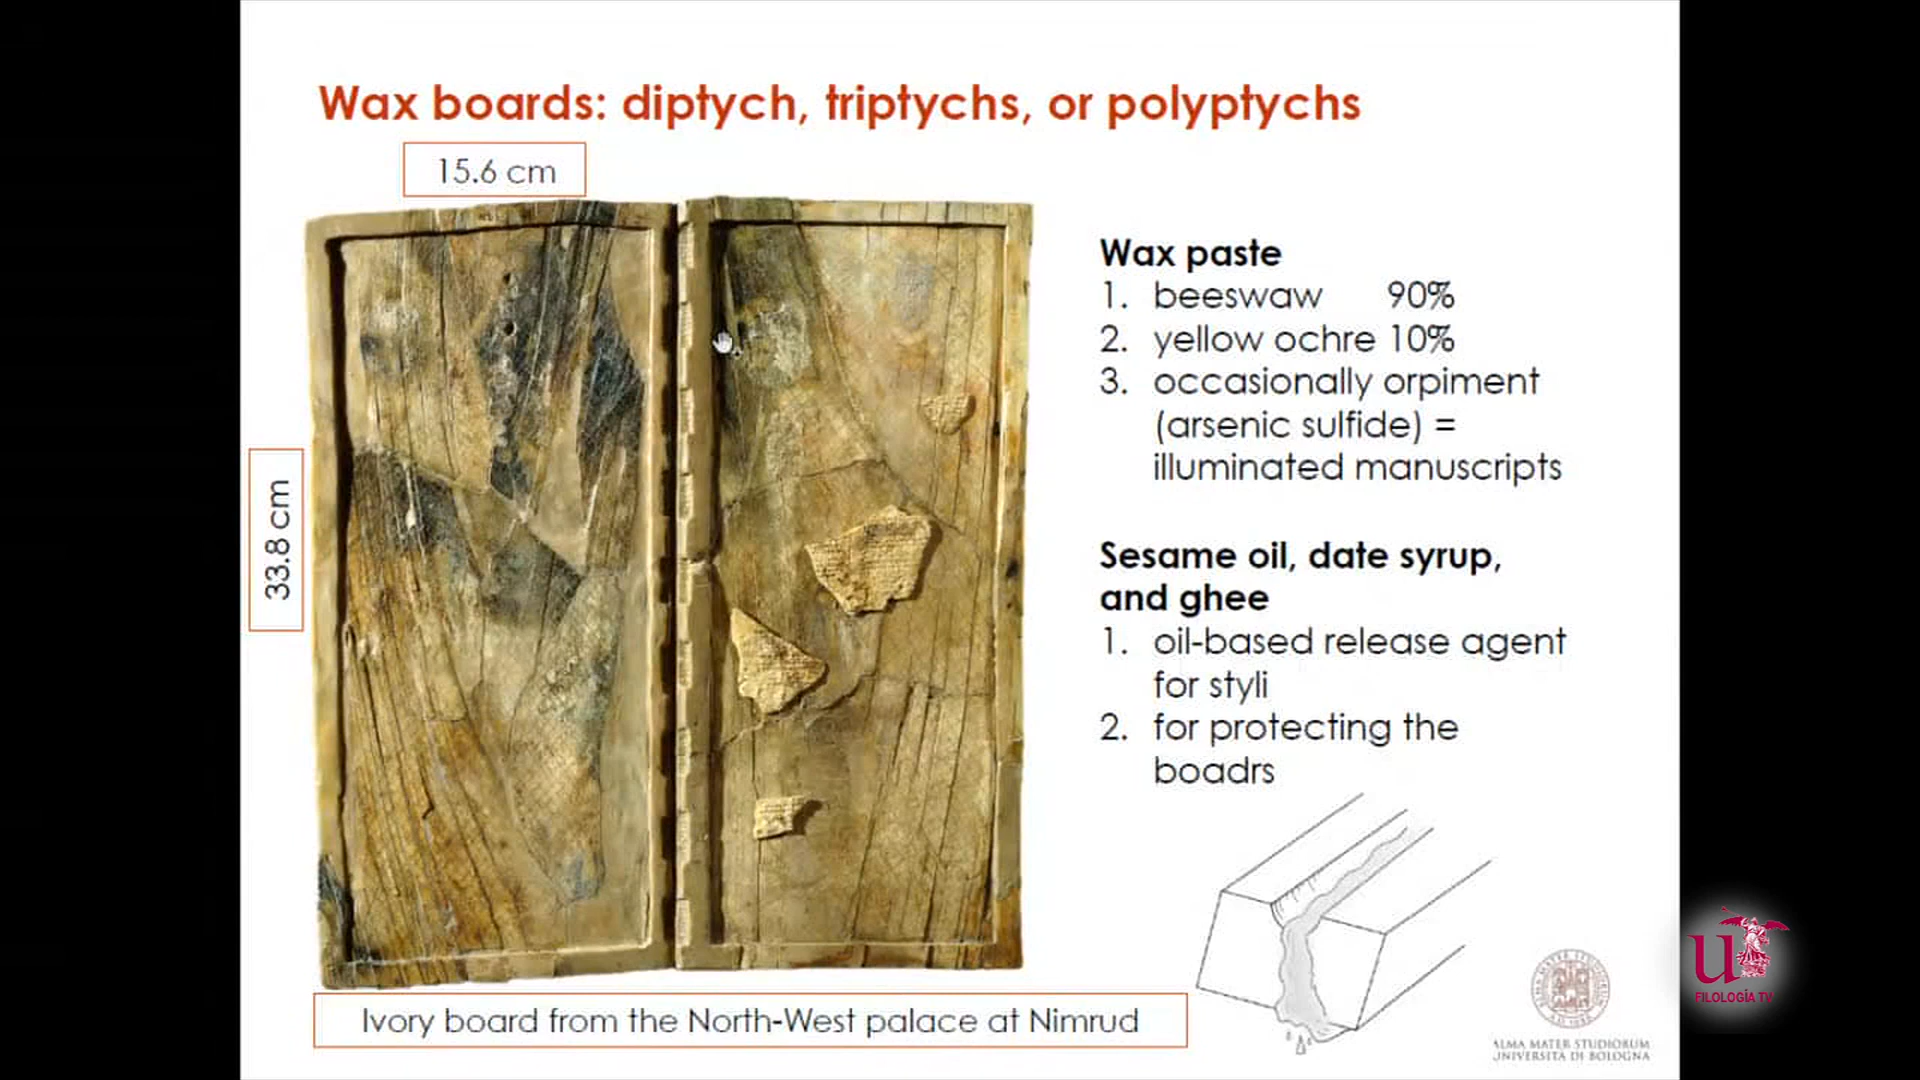 Wax boards: diptych, triptychs, or polyptychs
15.6 cm
33.8 cm
Wax paste
1. beeswaw 90%
2. yellow ochre 10%
3. occasionally orpiment
(arsenic sulfide) =
illuminated manuscripts
Sesame oil, date syrup,
and ghee
1. oil-based release agent
for styli
2. for protecting the
boadrs
Ivory board from the North-West palace at Nimrud
ALMA MATER STUDIORUM
UNIVERSITÀ DI BOLOGNA
FILOLOGÍA TV